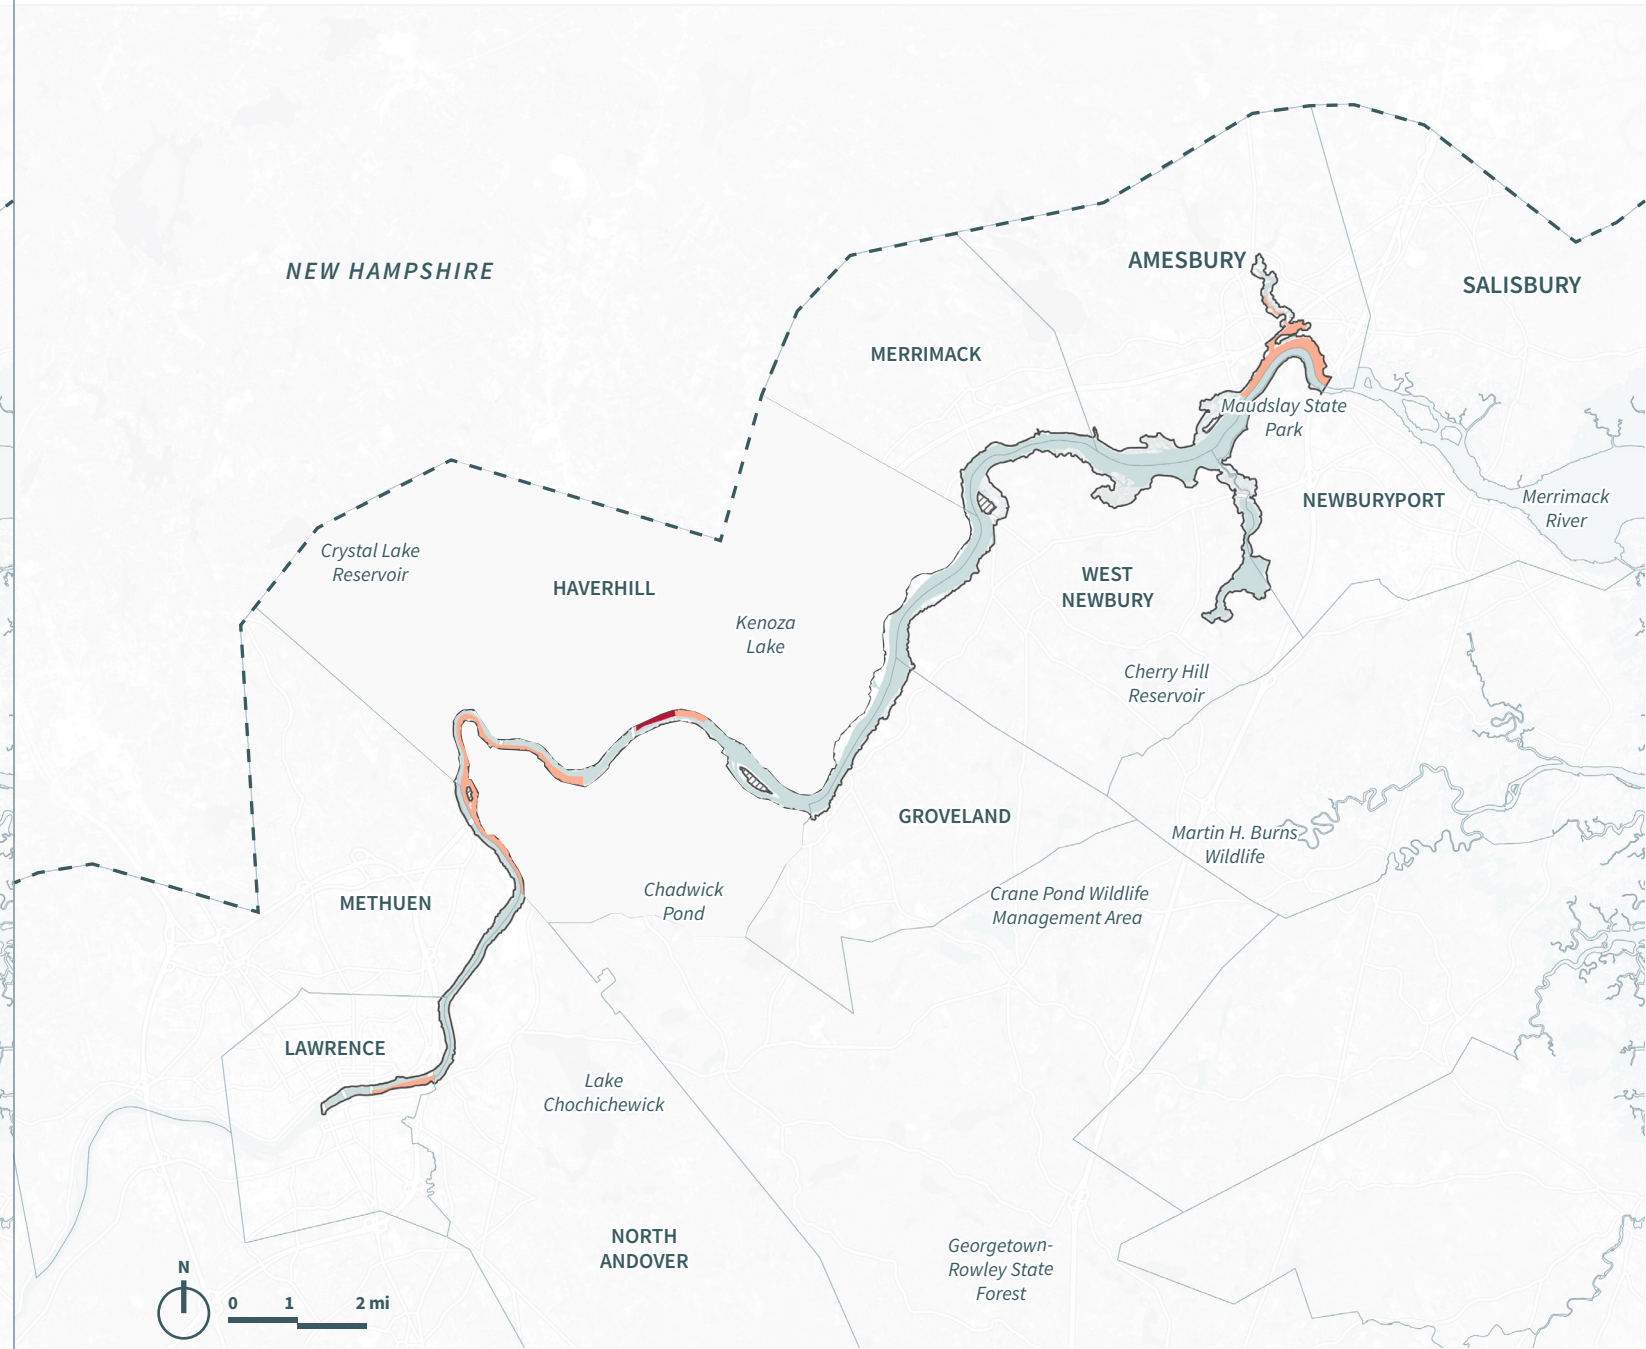 NEW HAMPSHIRE
AMESBURY
SALISBURY
MERRIMACK
Maudslay State
Park
NEWBURYPORT
Merrimack
River
Crystal Lake
Reservoir
HAVERHILL
WEST
NEWBURY
Kenoza
Lake
Cherry Hill
Reservoir
GROVELAND
Martin H. Burns
Wildlife
Chadwick
Pond
Crane Pond Wildlife
Management Area
METHUEN
LAWRENCE
Lake
Chochichewick
NORTH
ANDOVER
Georgetown-
Rowley State
Forest
N
0 1 2 mi